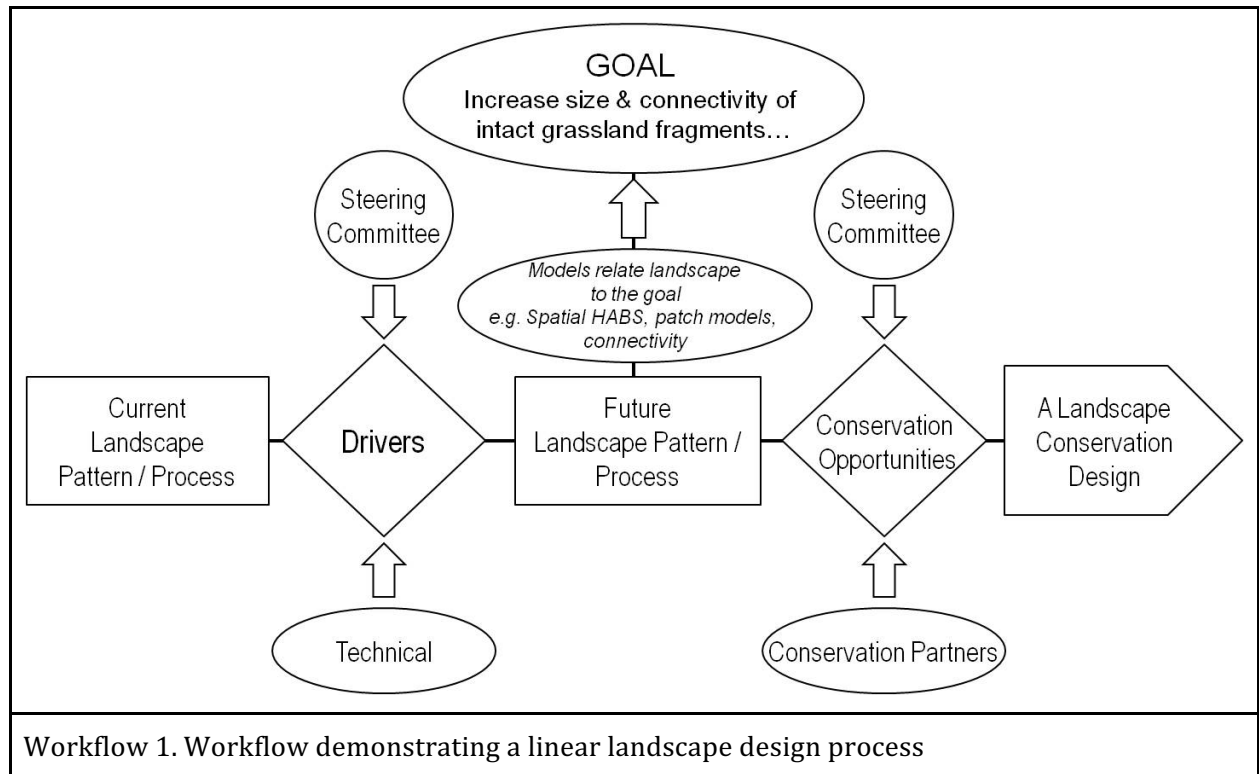 GOAL
Increase size & connectivity of
intact grassland fragments…
Steering
Committee
Steering
Committee
Models relate landscape
to the goal
e.g. Spatial HABS, patch models,
connectivity
Current
Landscape
Pattern / Process
Drivers
Future
Landscape Pattern /
Process
Conservation
Opportunities
A Landscape
Conservation
Design
Technical
Conservation Partners
Workflow 1. Workflow demonstrating a linear landscape design process